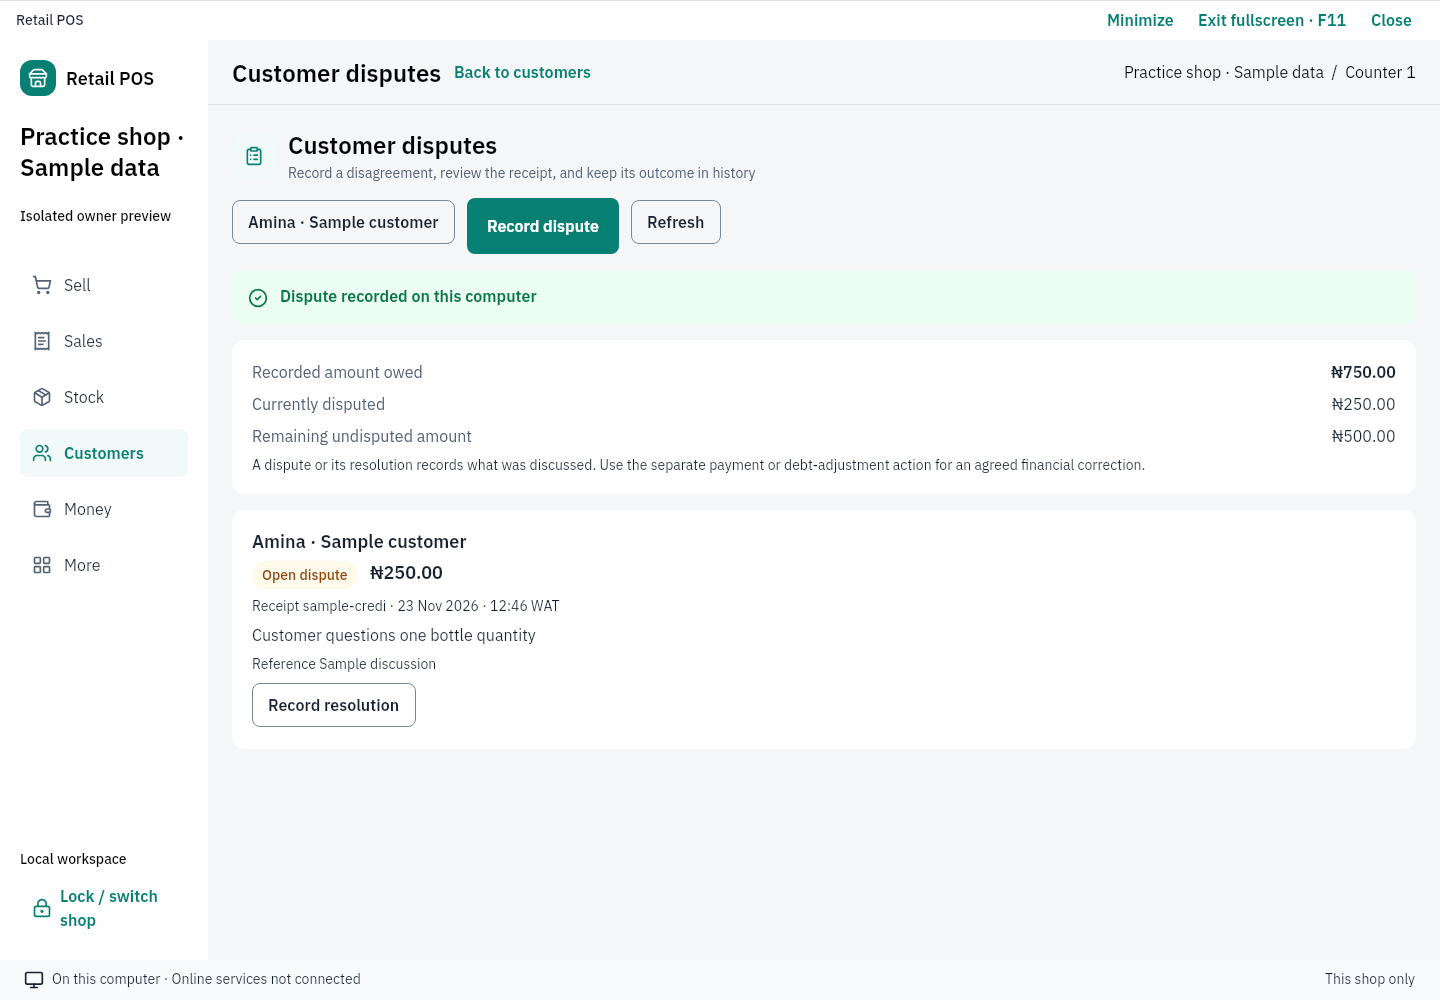 Retail POS
Minimize
Exit fullscreen · F11
Close
Retail POS
Practice shop ·
Sample data
Isolated owner preview
Sell
Sales
Stock
Customers
Money
More
Local workspace
Lock / switch
shop
Customer disputes
Back to customers
Practice shop · Sample data / Counter 1
Customer disputes
Record a disagreement, review the receipt, and keep its outcome in history
Amina · Sample customer
Record dispute
Refresh
Dispute recorded on this computer
Recorded amount owed ₦750.00
Currently disputed ₦250.00
Remaining undisputed amount ₦500.00
A dispute or its resolution records what was discussed. Use the separate payment or debt-adjustment action for an agreed financial correction.
Amina · Sample customer
Open dispute ₦250.00
Receipt sample-credi · 23 Nov 2026 · 12:46 WAT
Customer questions one bottle quantity
Reference Sample discussion
Record resolution
On this computer · Online services not connected
This shop only